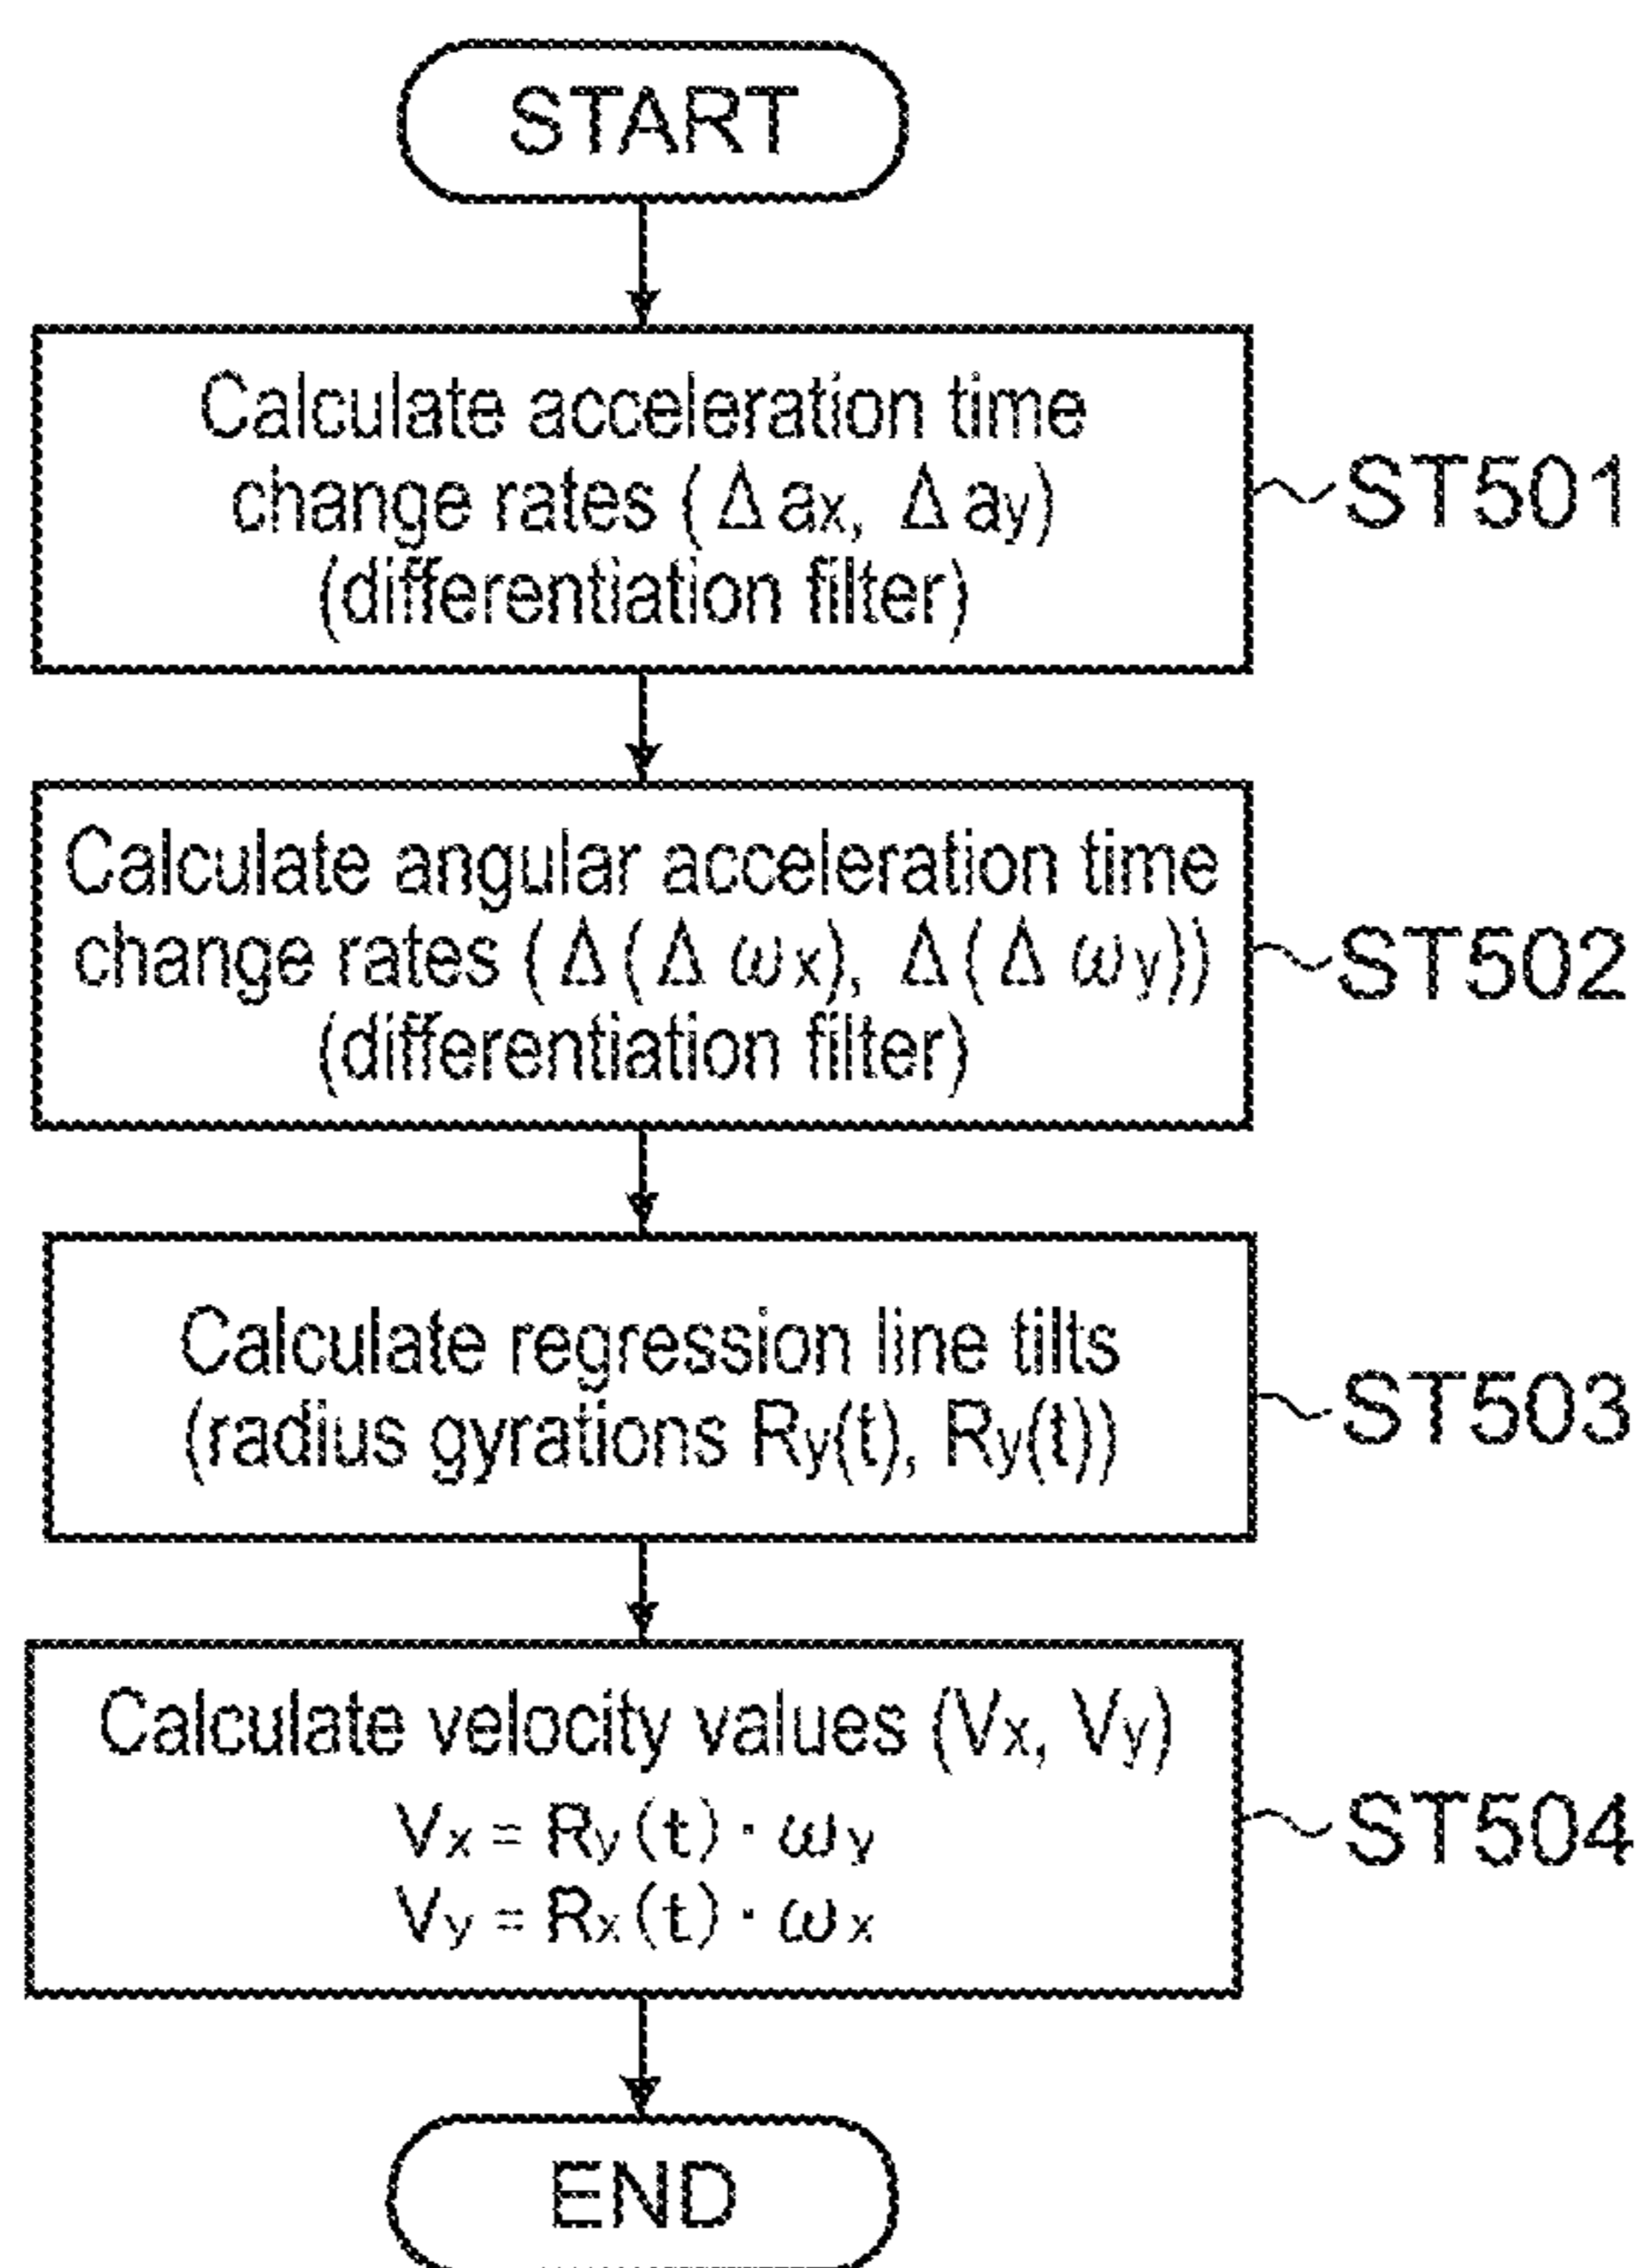 START
Calculate acceleration time
change rates (Δax, Δay)
(differentiation filter)
ST501
Calculate angular acceleration time
change rates (Δ(Δωx), Δ(Δωy))
(differentiation filter)
ST502
Calculate regression line tilts
(radius gyrations Ry(t), Ry(t))
ST503
Calculate velocity values (Vx, Vy)
Vx = Ry(t) · ωy
Vy = Rx(t) · ωx
ST504
END